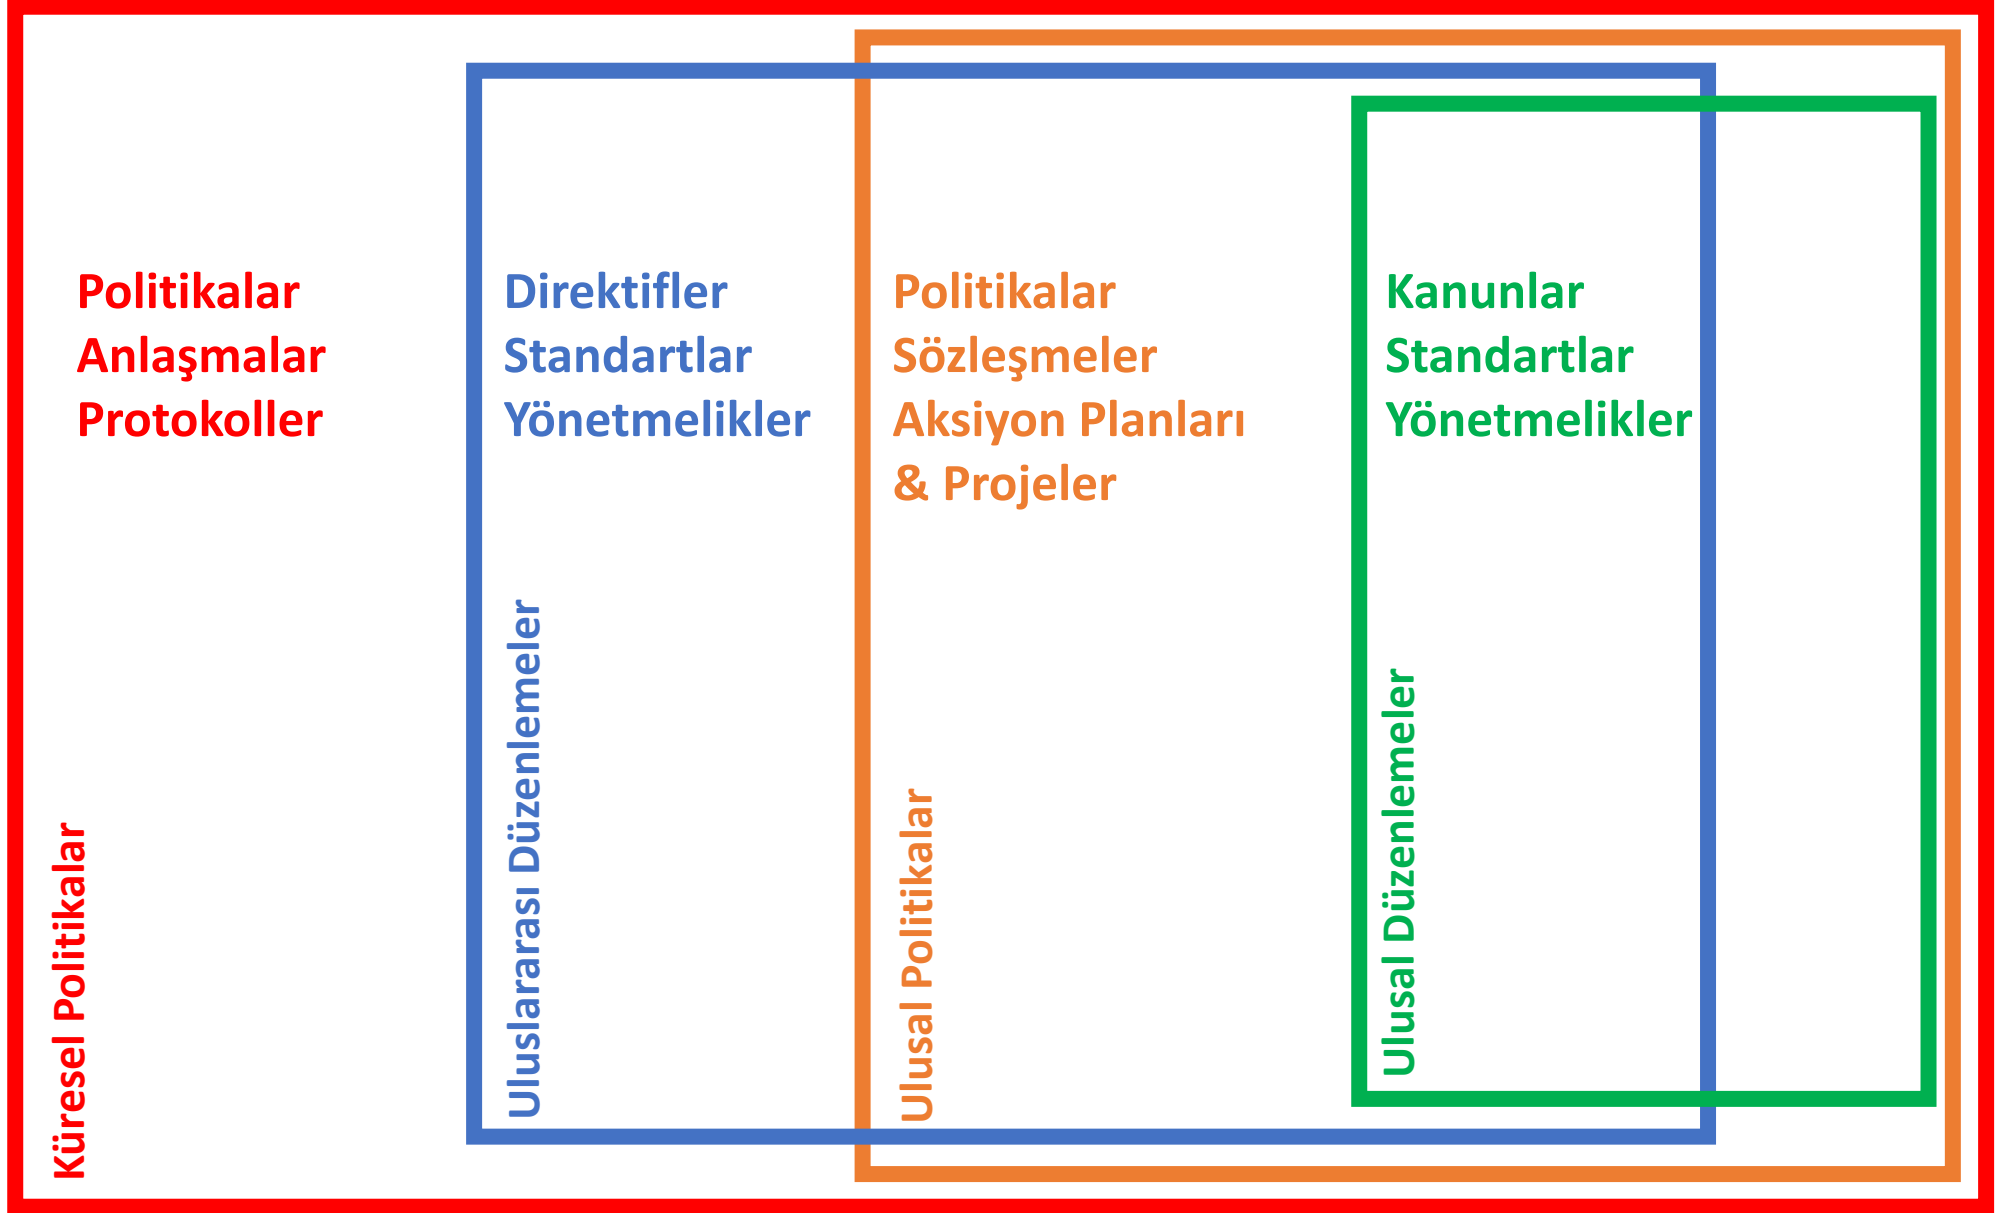 Politikalar
Anlaşmalar
Protokoller
Küresel Politikalar
Direktifler
Standartlar
Yönetmelikler
Uluslararası Düzenlemeler
Politikalar
Sözleşmeler
Aksiyon Planları
& Projeler
Ulusal Politikalar
Kanunlar
Standartlar
Yönetmelikler
Ulusal Düzenlemeler